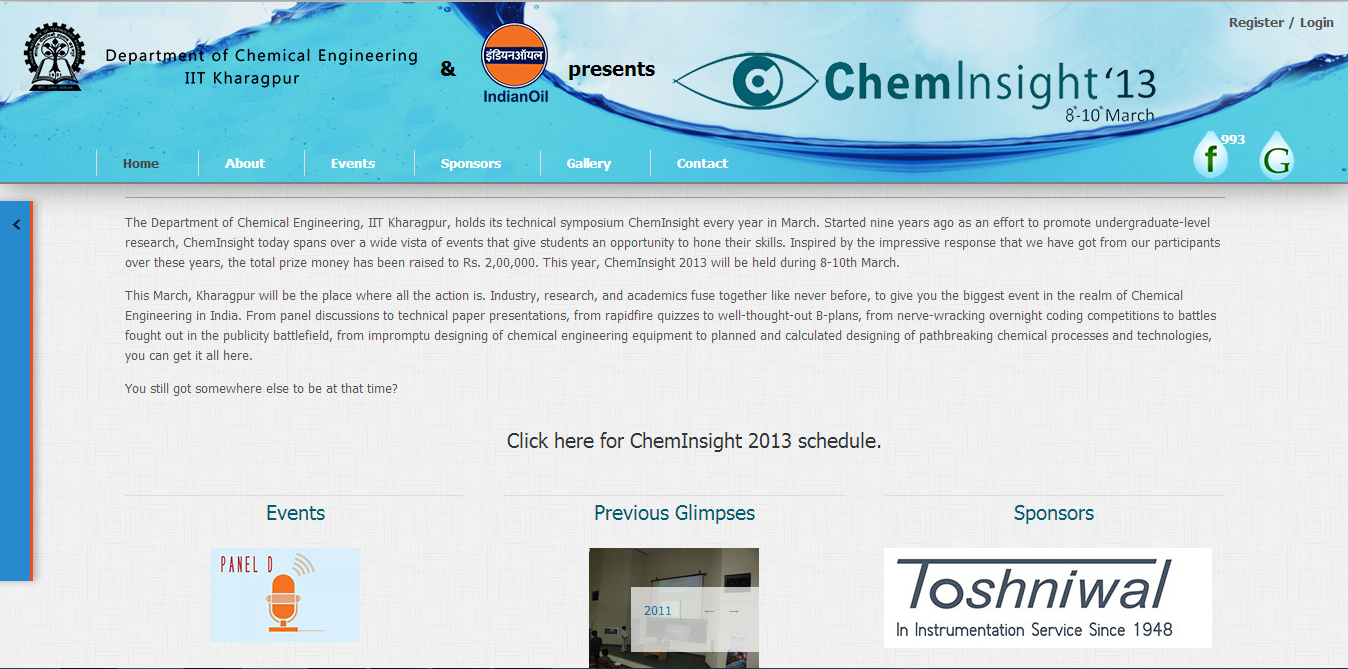 Register / Login
Department of Chemical Engineering
IIT Kharagpur
&
इंडियनऑयल
IndianOil
presents
ChemInsight '13
8th-10th March
993
f
G
Home
About
Events
Sponsors
Gallery
Contact
<
The Department of Chemical Engineering, IIT Kharagpur, holds its technical symposium ChemInsight every year in March. Started nine years ago as an effort to promote undergraduate-level
research, ChemInsight today spans over a wide vista of events that give students an opportunity to hone their skills. Inspired by the impressive response that we have got from our participants
over these years, the total prize money has been raised to Rs. 2,00,000. This year, ChemInsight 2013 will be held during 8-10th March.
This March, Kharagpur will be the place where all the action is. Industry, research, and academics fuse together like never before, to give you the biggest event in the realm of Chemical
Engineering in India. From panel discussions to technical paper presentations, from rapidfire quizzes to well-thought-out B-plans, from nerve-wracking overnight coding competitions to battles
fought out in the publicity battlefield, from impromptu designing of chemical engineering equipment to planned and calculated designing of pathbreaking chemical processes and technologies,
you can get it all here.
You still got somewhere else to be at that time?
Click here for ChemInsight 2013 schedule.
Events
PANEL D
Previous Glimpses
2011
← →
Sponsors
Toshniwal
In Instrumentation Service Since 1948